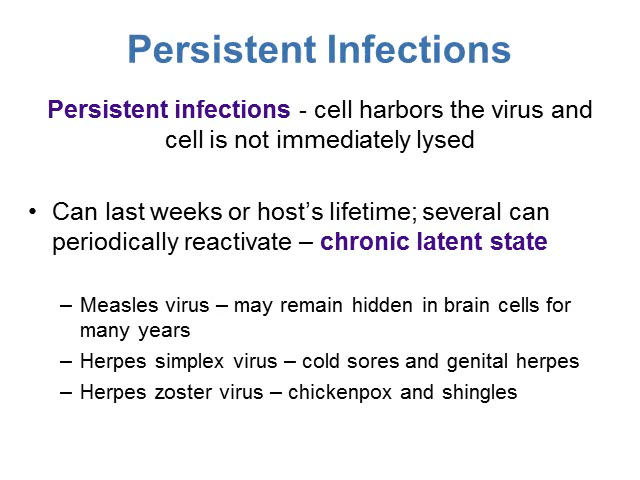 Persistent Infections
Persistent infections - cell harbors the virus and
cell is not immediately lysed
• Can last weeks or host’s lifetime; several can
periodically reactivate – chronic latent state
– Measles virus – may remain hidden in brain cells for
many years
– Herpes simplex virus – cold sores and genital herpes
– Herpes zoster virus – chickenpox and shingles